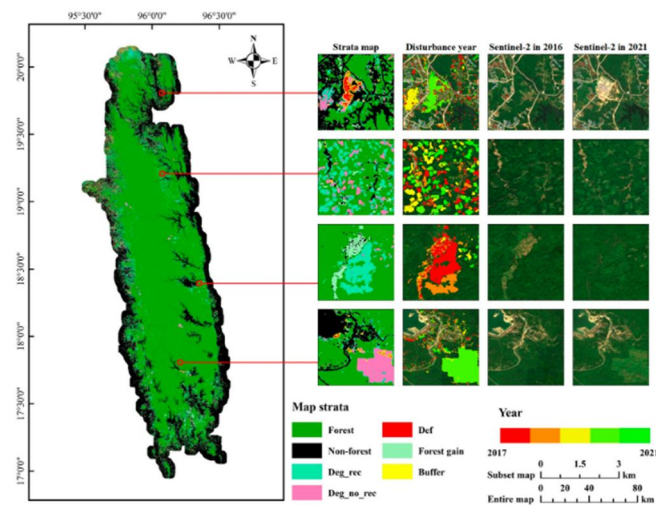 95°30'0" 96°0'0" 96°30'0"
N
W E
S
20°0'0"
19°30'0"
19°0'0"
18°30'0"
18°0'0"
17°30'0"
17°0'0"
Strata map Disturbance year Sentinel-2 in 2016 Sentinel-2 in 2021
Map strata
Forest Def
Non-forest Forest gain
Deg_rec Buffer
Deg_no_rec
Year
2017 2021
0 1.5 3
Subset map km
0 20 40 80
Entire map km